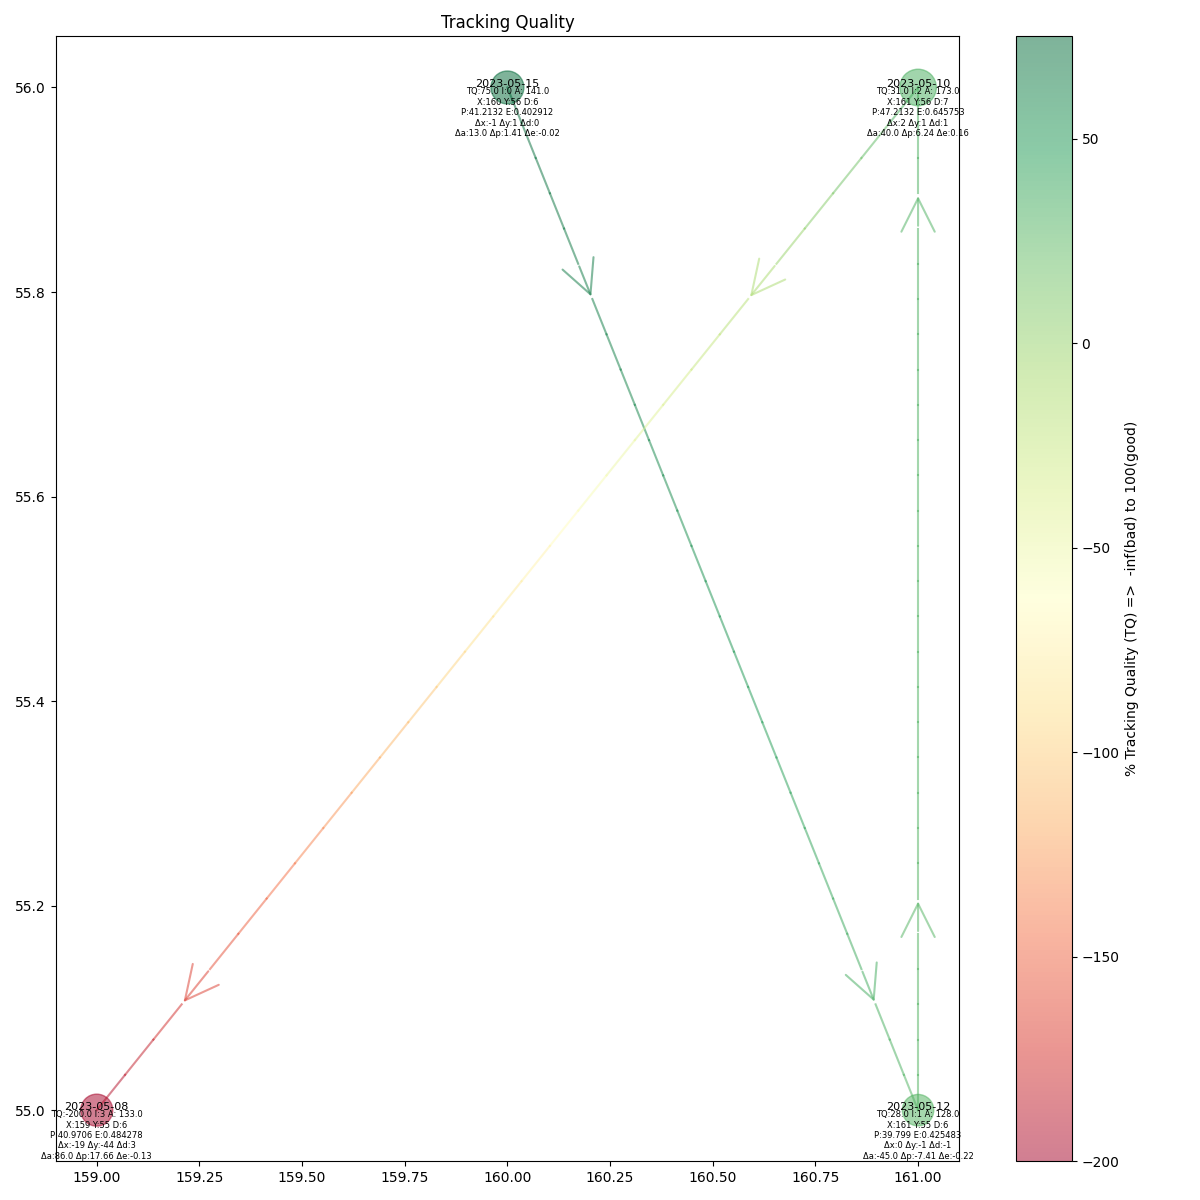 Tracking Quality
56.0
55.8
55.6
55.4
55.2
55.0
2023-05-15
TQ:75.0 I:0 A: 141.0
X:160 Y:56 D:6
P:41.2132 E:0.402912
Δx:-1 Δy:1 Δd:0
Δa:13.0 Δp:1.41 Δe:-0.02
2023-05-10
TQ:31.0 I:2 A: 173.0
X:161 Y:56 D:7
P:47.2132 E:0.645753
Δx:2 Δy:1 Δd:1
Δa:40.0 Δp:6.24 Δe:0.16
2023-05-08
TQ:-200.0 I:3 A: 133.0
X:159 Y:55 D:6
P:40.9706 E:0.484278
Δx:-19 Δy:-44 Δd:3
Δa:86.0 Δp:17.66 Δe:-0.13
2023-05-12
TQ:28.0 I:1 A: 128.0
X:161 Y:55 D:6
P:39.799 E:0.425483
Δx:0 Δy:-1 Δd:-1
Δa:-45.0 Δp:-7.41 Δe:-0.22
159.00 159.25 159.50 159.75 160.00 160.25 160.50 160.75 161.00
50
0
−50
−100
−150
−200
% Tracking Quality (TQ) => -inf(bad) to 100(good)